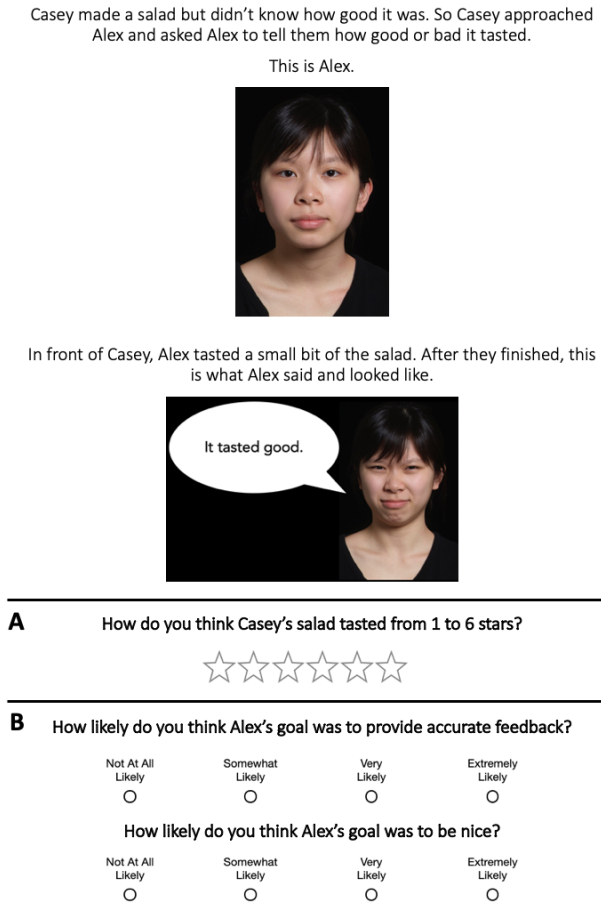 Casey made a salad but didn’t know how good it was. So Casey approached
Alex and asked Alex to tell them how good or bad it tasted.
This is Alex.
In front of Casey, Alex tasted a small bit of the salad. After they finished, this
is what Alex said and looked like.
It tasted good.
A
How do you think Casey’s salad tasted from 1 to 6 stars?
B
How likely do you think Alex’s goal was to provide accurate feedback?
Not At All Somewhat Very Extremely
Likely Likely Likely Likely
How likely do you think Alex’s goal was to be nice?
Not At All Somewhat Very Extremely
Likely Likely Likely Likely